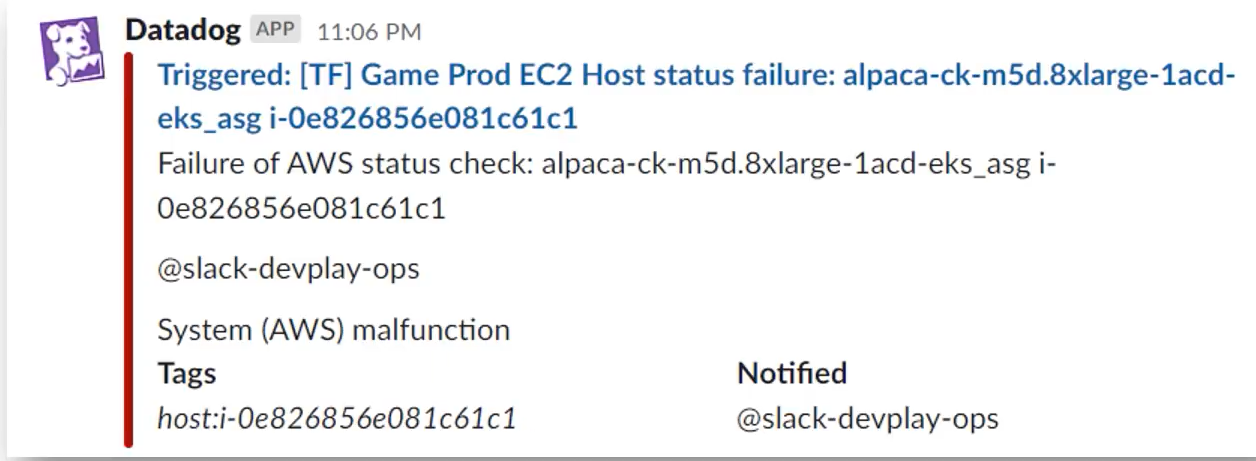 Datadog APP 11:06 PM
Triggered: [TF] Game Prod EC2 Host status failure: alpaca-ck-m5d.8xlarge-1acd-
eks_asg i-0e826856e081c61c1
Failure of AWS status check: alpaca-ck-m5d.8xlarge-1acd-eks_asg i-
0e826856e081c61c1
@slack-devplay-ops
System (AWS) malfunction
Tags Notified
host:i-0e826856e081c61c1 @slack-devplay-ops